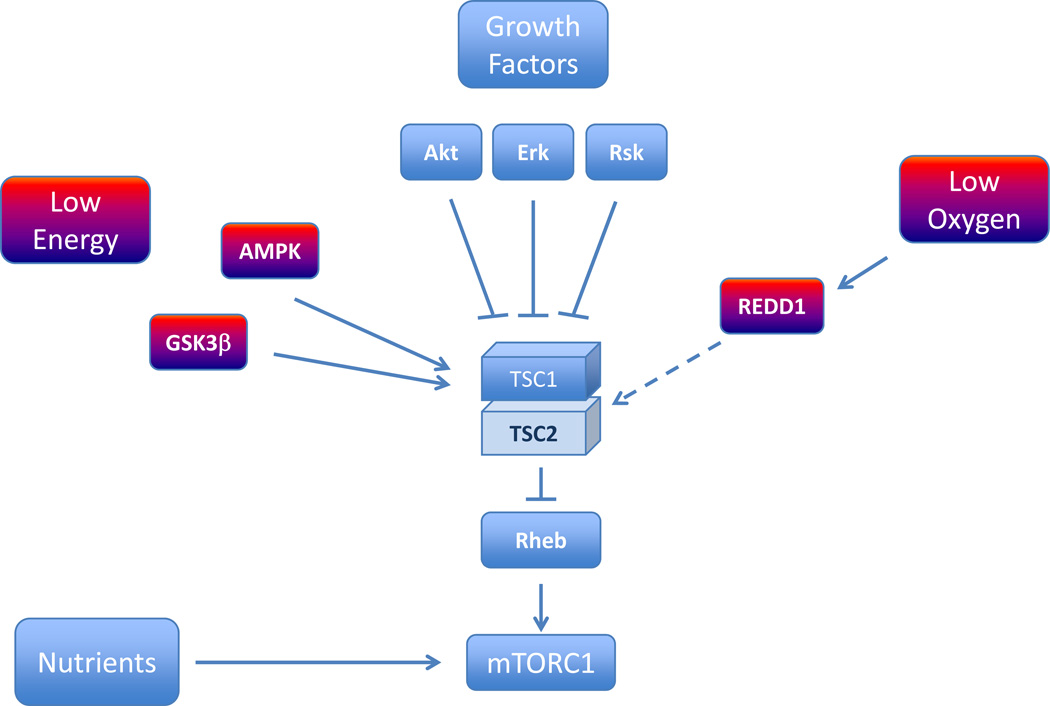 Growth
Factors
Akt
Erk
Rsk
Low
Energy
AMPK
GSK3β
Low
Oxygen
REDD1
TSC1
TSC2
Rheb
Nutrients
mTORC1